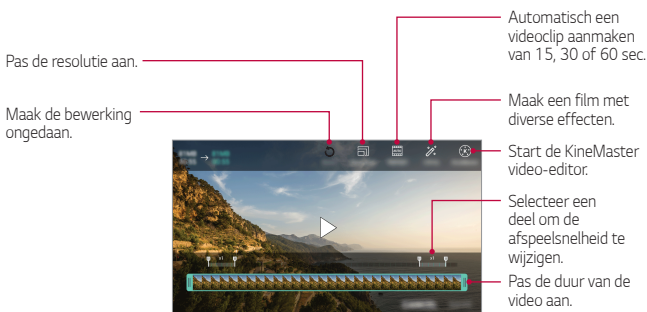 Automatisch een
videoclip aanmaken
van 15, 30 of 60 sec.
Pas de resolutie aan.
Maak de bewerking
ongedaan.
Maak een film met
diverse effecten.
Start de KineMaster
video-editor.
Selecteer een
deel om de
afspeelsnelheid te
wijzigen.
x1
x1
Pas de duur van de
video aan.